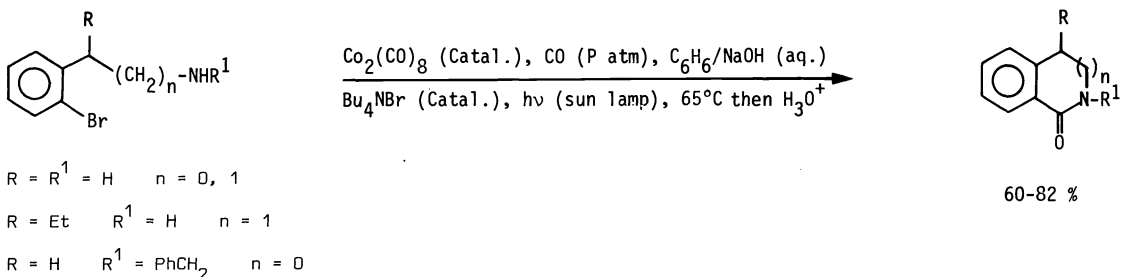 R
(CH₂)ₙ-NHR¹
Br
Co₂(CO)₈ (Catal.), CO (P atm), C₆H₆/NaOH (aq.)
Bu₄NBr (Catal.), hν (sun lamp), 65°C then H₃O⁺
R
( )ₙ
N-R¹
O
R = R¹ = H n = 0, 1
R = Et R¹ = H n = 1
R = H R¹ = PhCH₂ n = 0
60-82 %